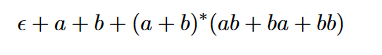 ϵ + a + b + (a + b)*(ab + ba + bb)